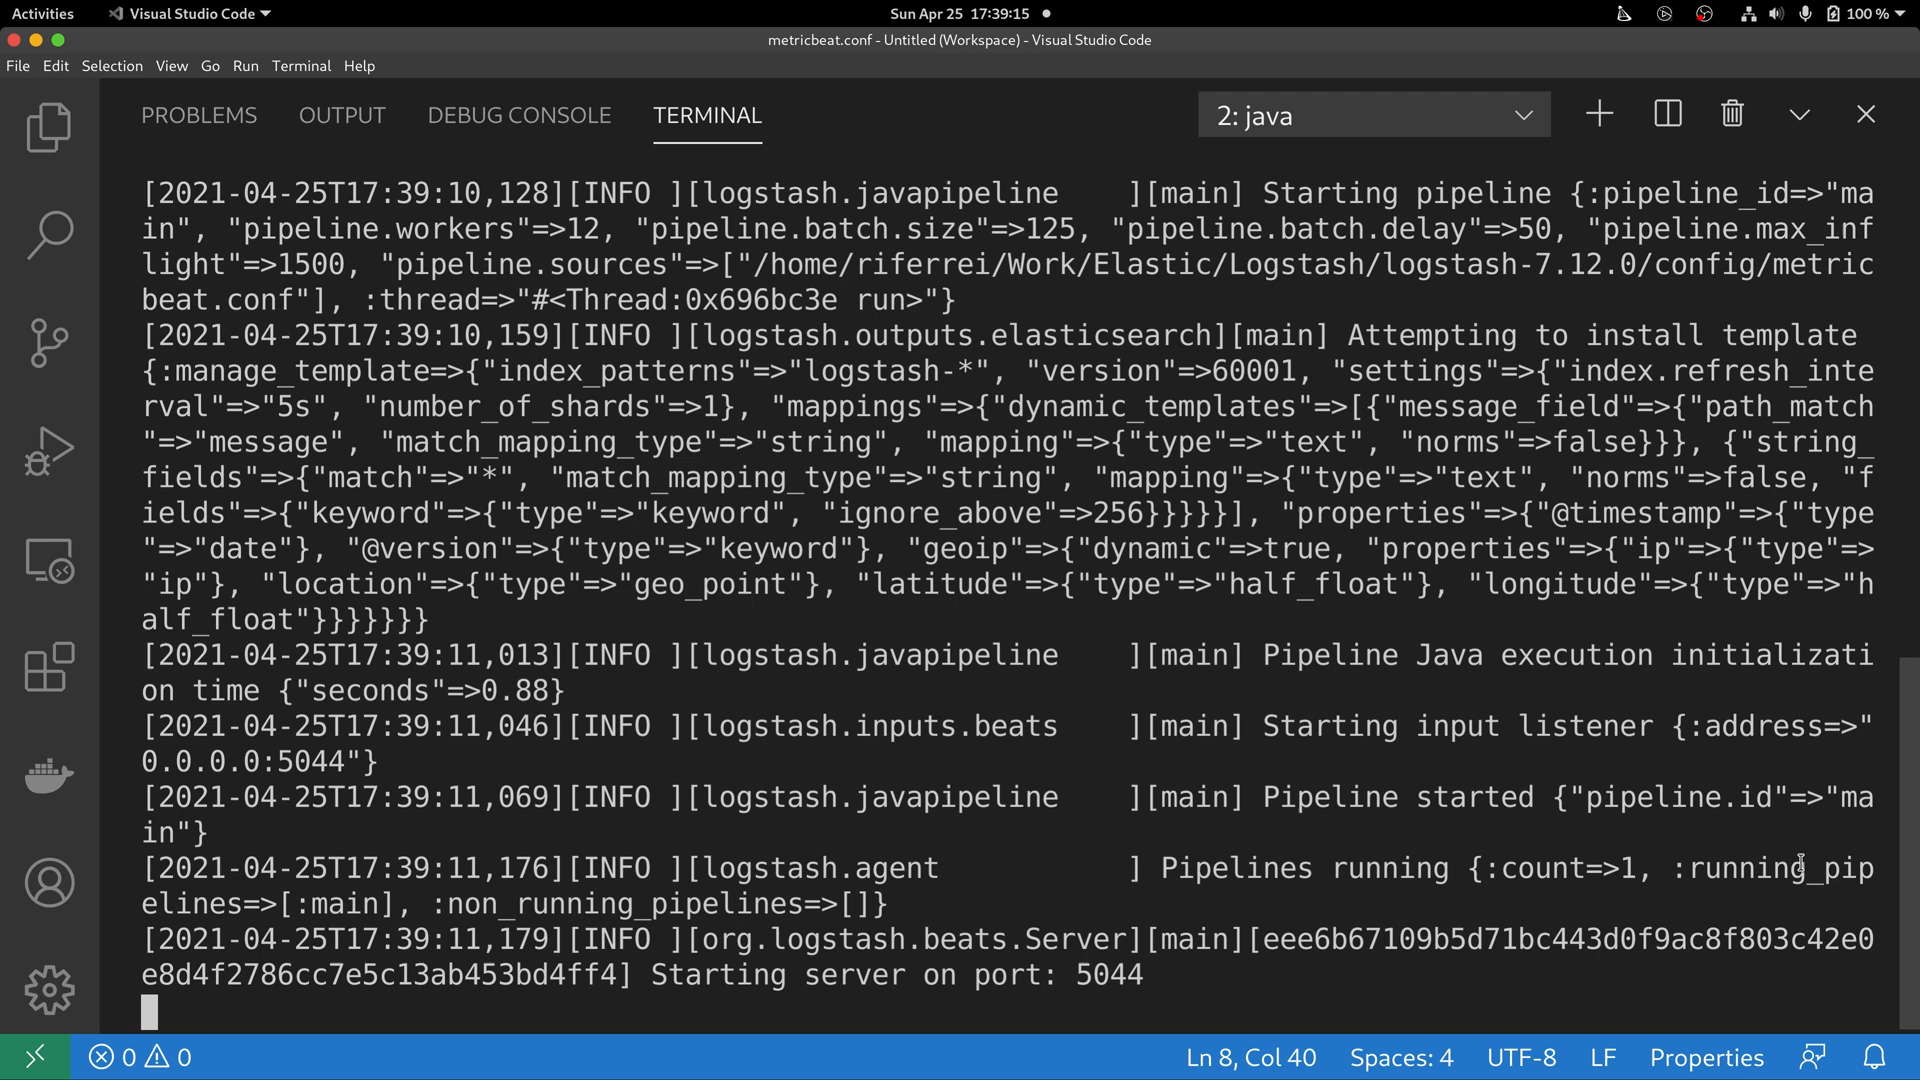 Activities Visual Studio Code Sun Apr 25 17:39:15 100 %
metricbeat.conf - Untitled (Workspace) - Visual Studio Code
File Edit Selection View Go Run Terminal Help
PROBLEMS OUTPUT DEBUG CONSOLE TERMINAL 2: java
[2021-04-25T17:39:10,128][INFO ][logstash.javapipeline    ][main] Starting pipeline {:pipeline_id=>"ma
in", "pipeline.workers"=>12, "pipeline.batch.size"=>125, "pipeline.batch.delay"=>50, "pipeline.max_inf
light"=>1500, "pipeline.sources"=>["/home/riferrei/Work/Elastic/Logstash/logstash-7.12.0/config/metric
beat.conf"], :thread=>"#<Thread:0x696bc3e run>"}
[2021-04-25T17:39:10,159][INFO ][logstash.outputs.elasticsearch][main] Attempting to install template
{:manage_template=>{"index_patterns"=>"logstash-*", "version"=>60001, "settings"=>{"index.refresh_inte
rval"=>"5s", "number_of_shards"=>1}, "mappings"=>{"dynamic_templates"=>[{"message_field"=>{"path_match
"=>"message", "match_mapping_type"=>"string", "mapping"=>{"type"=>"text", "norms"=>false}}}, {"string_
fields"=>{"match"=>"*", "match_mapping_type"=>"string", "mapping"=>{"type"=>"text", "norms"=>false, "f
ields"=>{"keyword"=>{"type"=>"keyword", "ignore_above"=>256}}}}}], "properties"=>{"@timestamp"=>{"type
"=>"date"}, "@version"=>{"type"=>"keyword"}, "geoip"=>{"dynamic"=>true, "properties"=>{"ip"=>{"type"=>
"ip"}, "location"=>{"type"=>"geo_point"}, "latitude"=>{"type"=>"half_float"}, "longitude"=>{"type"=>"h
alf_float"}}}}}}}
[2021-04-25T17:39:11,013][INFO ][logstash.javapipeline    ][main] Pipeline Java execution initializati
on time {"seconds"=>0.88}
[2021-04-25T17:39:11,046][INFO ][logstash.inputs.beats    ][main] Starting input listener {:address=>"
0.0.0.0:5044"}
[2021-04-25T17:39:11,069][INFO ][logstash.javapipeline    ][main] Pipeline started {"pipeline.id"=>"ma
in"}
[2021-04-25T17:39:11,176][INFO ][logstash.agent           ] Pipelines running {:count=>1, :running_pip
elines=>[:main], :non_running_pipelines=>[]}
[2021-04-25T17:39:11,179][INFO ][org.logstash.beats.Server][main][eee6b67109b5d71bc443d0f9ac8f803c42e0
e8d4f2786cc7e5c13ab453bd4ff4] Starting server on port: 5044
0 0 Ln 8, Col 40 Spaces: 4 UTF-8 LF Properties